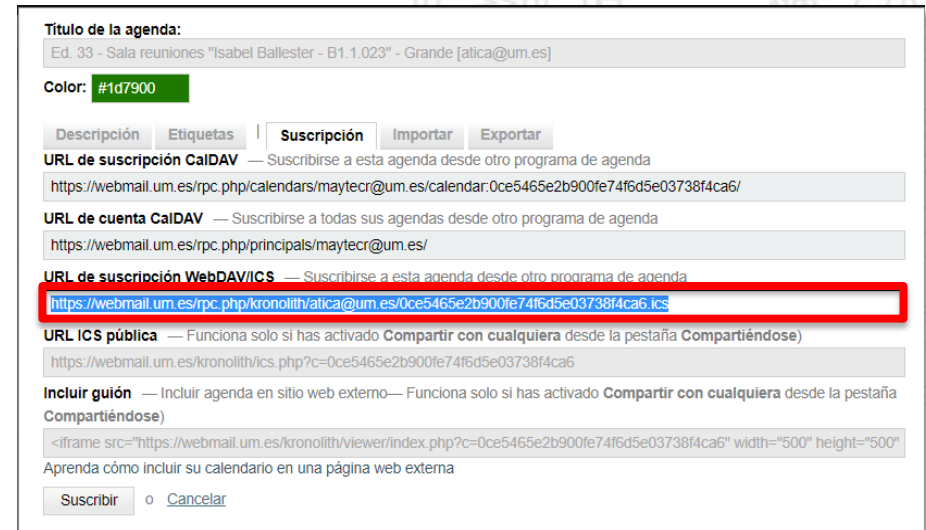 Título de la agenda:
Ed. 33 - Sala reuniones "Isabel Ballester - B1.1.023" - Grande [atica@um.es]
Color: #1d7900
Descripción Etiquetas | Suscripción Importar Exportar
URL de suscripción CalDAV — Suscribirse a esta agenda desde otro programa de agenda
https://webmail.um.es/rpc.php/calendars/maytecr@um.es/calendar:0ce5465e2b900fe74f6d5e03738f4ca6/
URL de cuenta CalDAV — Suscribirse a todas sus agendas desde otro programa de agenda
https://webmail.um.es/rpc.php/principals/maytecr@um.es/
URL de suscripción WebDAV/ICS — Suscribirse a esta agenda desde otro programa de agenda
https://webmail.um.es/rpc.php/kronolith/atica@um.es/0ce5465e2b900fe74f6d5e03738f4ca6.ics
URL ICS pública — Funciona solo si has activado Compartir con cualquiera desde la pestaña Compartiéndose)
https://webmail.um.es/kronolith/ics.php?c=0ce5465e2b900fe74f6d5e03738f4ca6
Incluir guión — Incluir agenda en sitio web externo— Funciona solo si has activado Compartir con cualquiera desde la pestaña
Compartiéndose)
<iframe src="https://webmail.um.es/kronolith/viewer/index.php?c=0ce5465e2b900fe74f6d5e03738f4ca6" width="500" height="500"
Aprenda cómo incluir su calendario en una página web externa
Suscribir o Cancelar